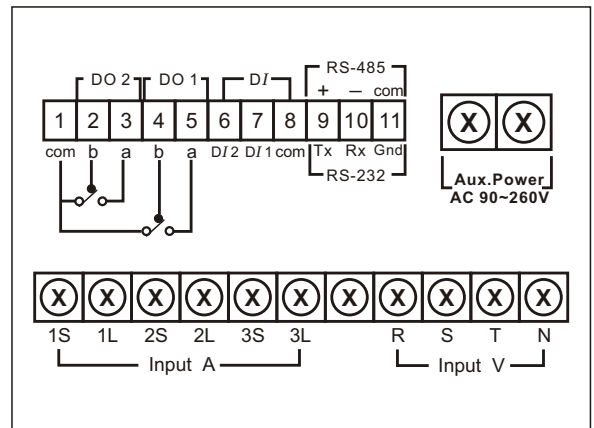 RS-485
DO 2 DO 1 DI
+ – com
1 2 3 4 5 6 7 8 9 10 11
com b a b a DI 2 DI 1 com Tx Rx Gnd
RS-232
X X
Aux.Power
AC 90~260V
X X X X X X X X X X X
1S 1L 2S 2L 3S 3L R S T N
Input A Input V